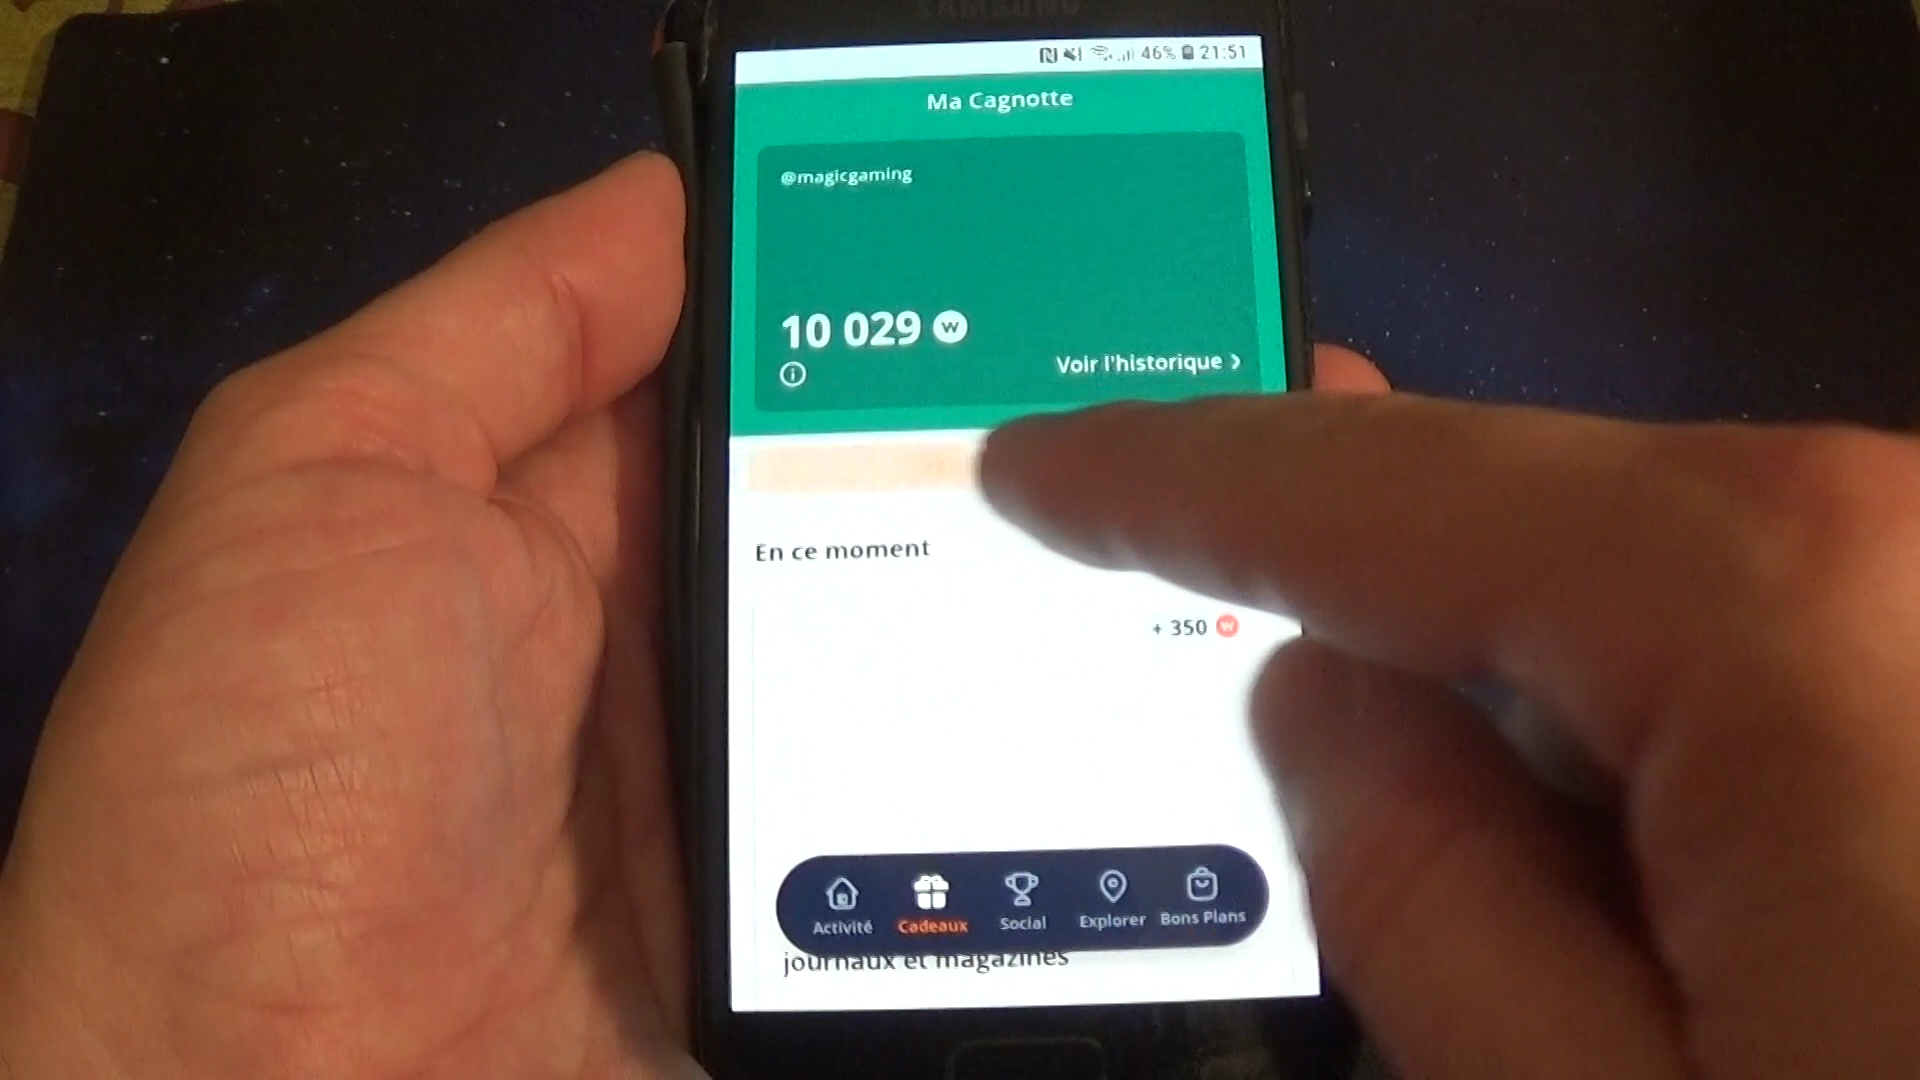 SAMSUNG
46% 21:51
Ma Cagnotte
@magicgaming
10 029 W
Voir l'historique >
En ce moment
+ 350 W
Activité Cadeaux Social Explorer Bons Plans
journaux et magazines